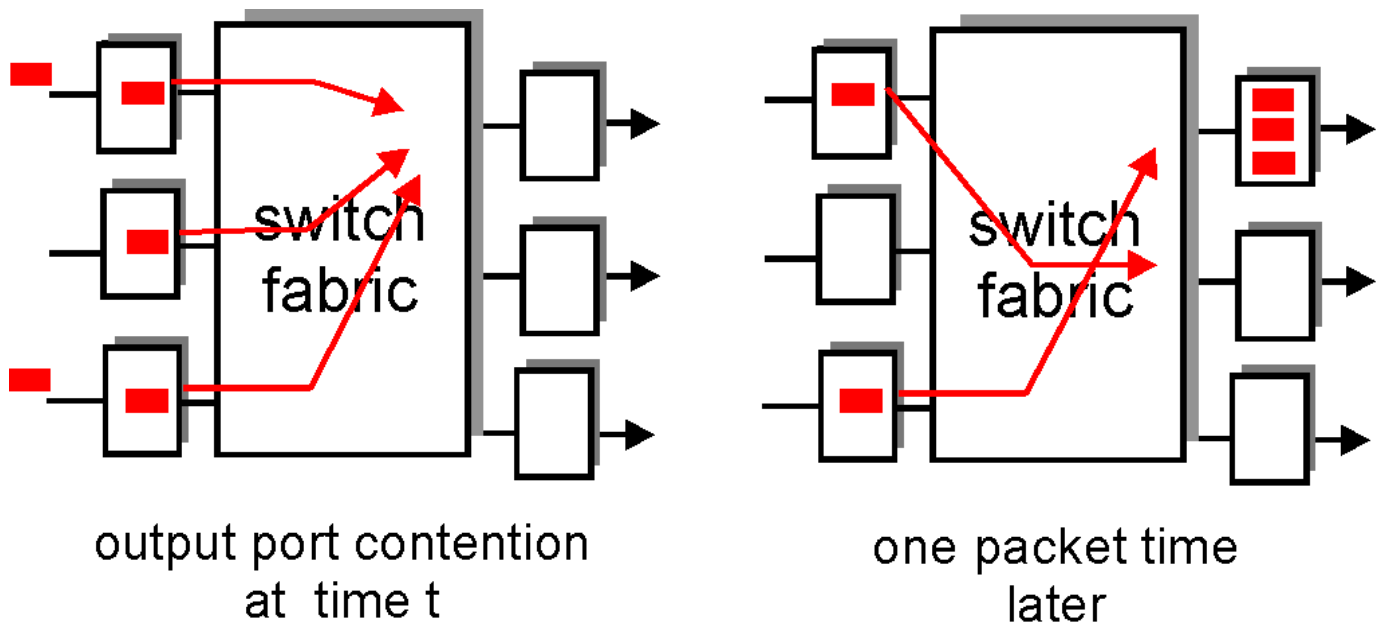 switch
fabric
output port contention
at time t
switch
fabric
one packet time
later